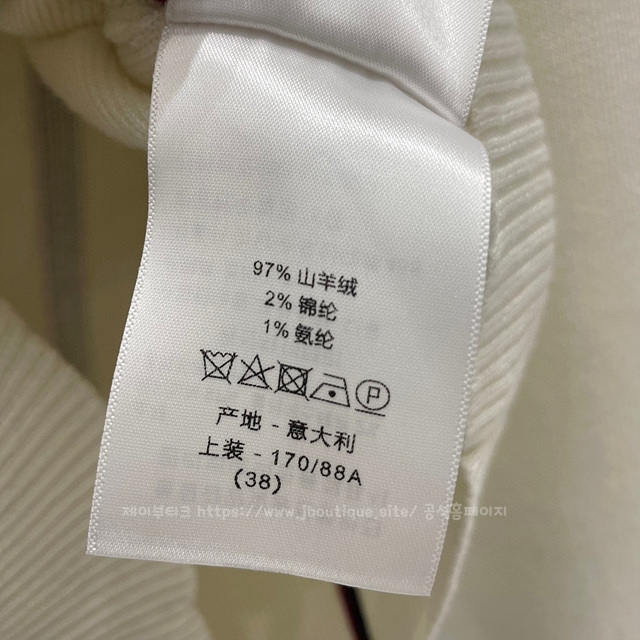 97% 山羊绒
2% 锦纶
1% 氨纶
P
产地 - 意大利
上装 - 170/88A
(38)
제이부티크 https://www.jboutique.site/ 공식홈페이지